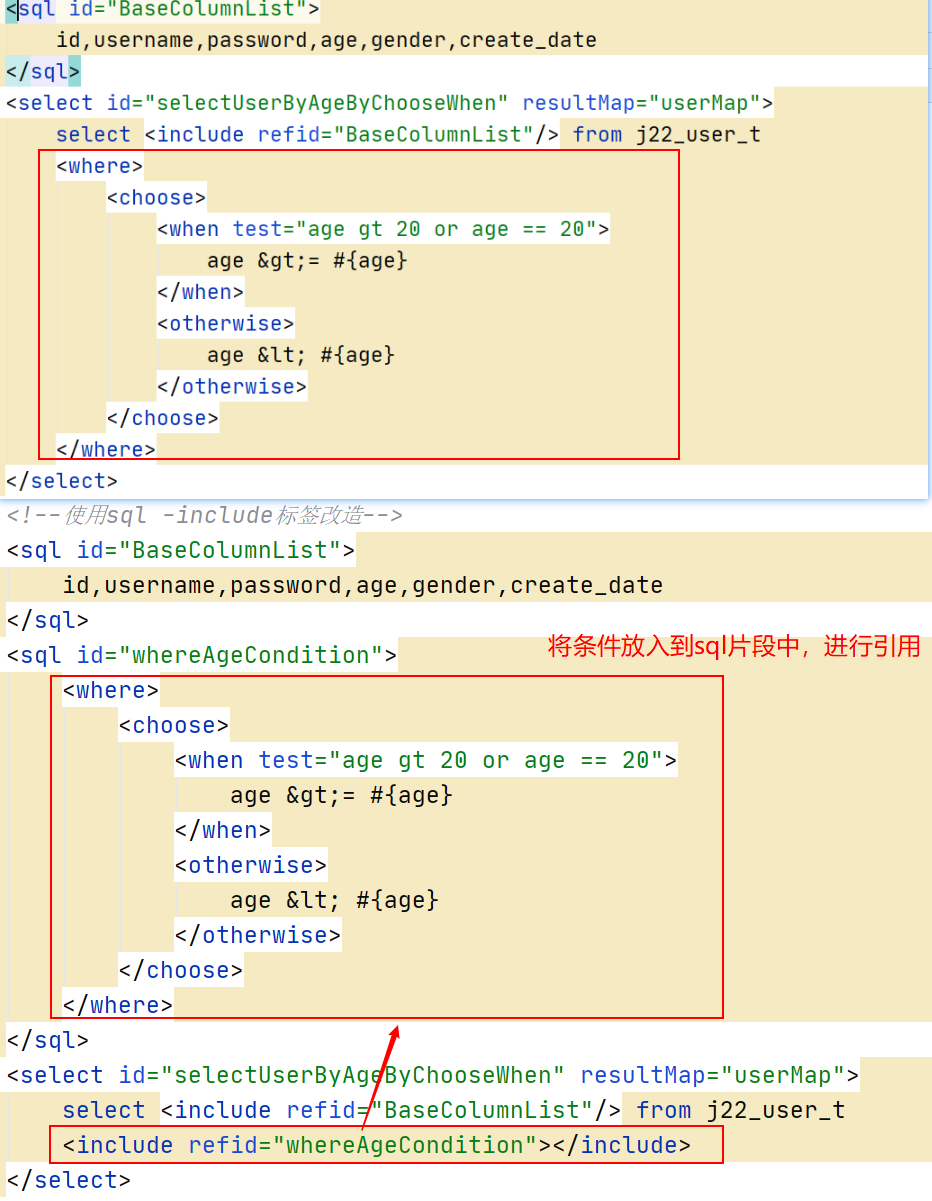 <sql id="BaseColumnList">
    id,username,password,age,gender,create_date
</sql>
<select id="selectUserByAgeByChooseWhen" resultMap="userMap">
    select <include refid="BaseColumnList"/> from j22_user_t
    <where>
        <choose>
            <when test="age gt 20 or age == 20">
                age &gt;= #{age}
            </when>
            <otherwise>
                age &lt; #{age}
            </otherwise>
        </choose>
    </where>
</select>
<!--使用sql -include标签改造-->
<sql id="BaseColumnList">
    id,username,password,age,gender,create_date
</sql>
<sql id="whereAgeCondition">
将条件放入到sql片段中，进行引用
    <where>
        <choose>
            <when test="age gt 20 or age == 20">
                age &gt;= #{age}
            </when>
            <otherwise>
                age &lt; #{age}
            </otherwise>
        </choose>
    </where>
</sql>
<select id="selectUserByAgeByChooseWhen" resultMap="userMap">
    select <include refid="BaseColumnList"/> from j22_user_t
    <include refid="whereAgeCondition"></include>
</select>